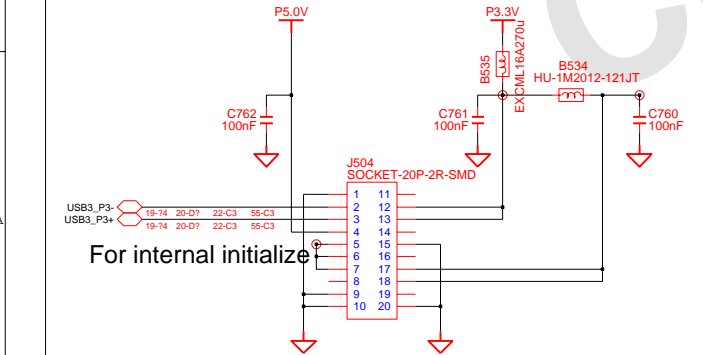 P5.0V
P3.3V
B535
EXCML16A270u
B534
HU-1M2012-121JT
C762
100nF
C761
100nF
C760
100nF
J504
SOCKET-20P-2R-SMD
1 11
2 12
3 13
4 14
5 15
6 16
7 17
8 18
9 19
10 20
USB3_P3-
19-?4 20-D? 22-C3 55-C3
USB3_P3+
19-?4 20-D? 22-C3 55-C3
For internal initialize